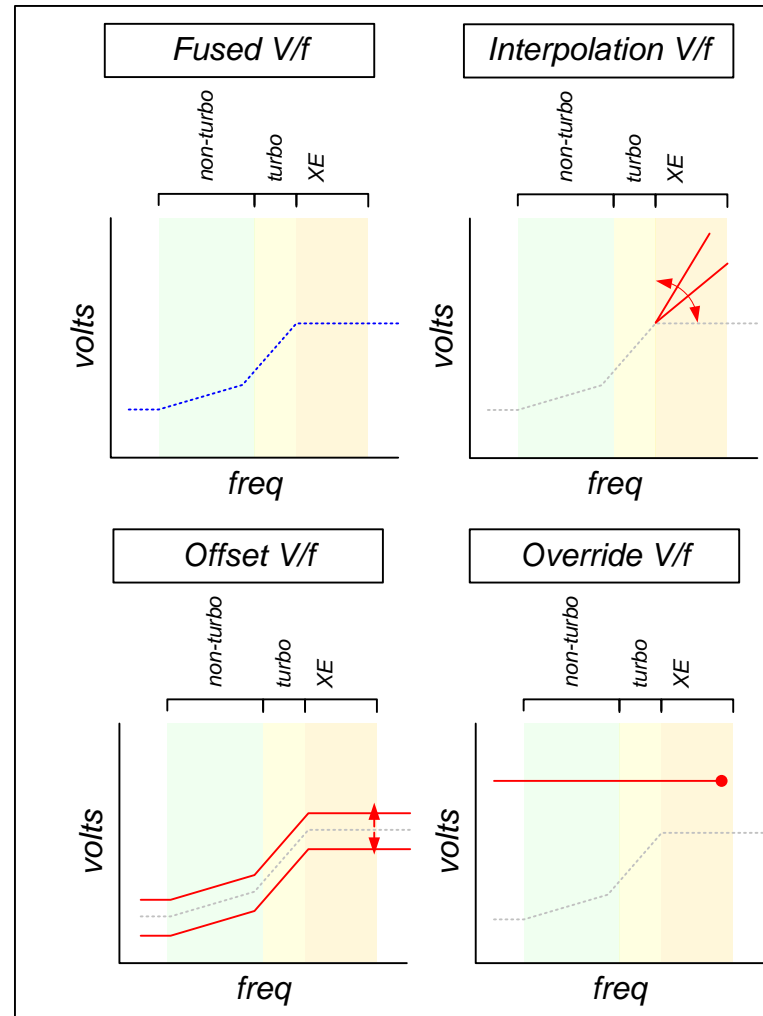 Fused V/f
non-turbo
turbo
XE
volts
freq
Interpolation V/f
non-turbo
turbo
XE
volts
freq
Offset V/f
non-turbo
turbo
XE
volts
freq
Override V/f
non-turbo
turbo
XE
volts
freq